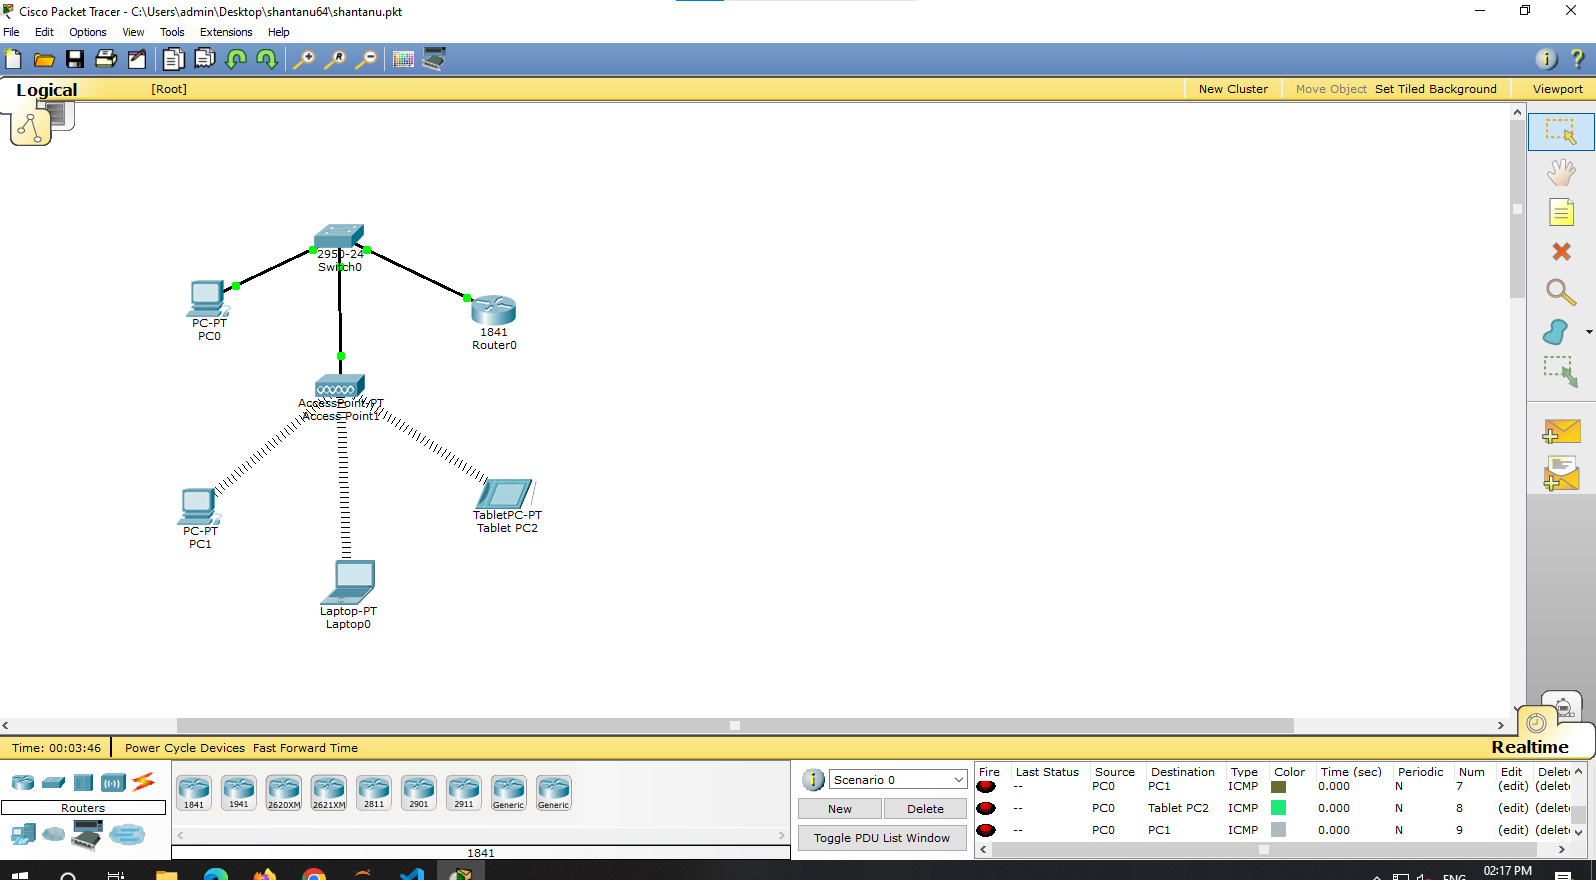 Cisco Packet Tracer - C:\Users\admin\Desktop\shantanu64\shantanu.pkt
File Edit Options View Tools Extensions Help
Logical [Root] New Cluster Move Object Set Tiled Background Viewport
2950-24
Switch0
PC-PT
PC0
1841
Router0
AccessPoint-PT
Access Point1
PC-PT
PC1
TabletPC-PT
Tablet PC2
Laptop-PT
Laptop0
Time: 00:03:46 Power Cycle Devices Fast Forward Time Realtime
Routers
1841 1941 2620XM 2621XM 2811 2901 2911 Generic Generic
1841
Scenario 0
New Delete
Toggle PDU List Window
Fire Last Status Source Destination Type Color Time (sec) Periodic Num Edit Delete
-- PC0 PC1 ICMP 0.000 N 7 (edit) (delet
-- PC0 Tablet PC2 ICMP 0.000 N 8 (edit) (delet
-- PC0 PC1 ICMP 0.000 N 9 (edit) (delet
ENG 02:17 PM